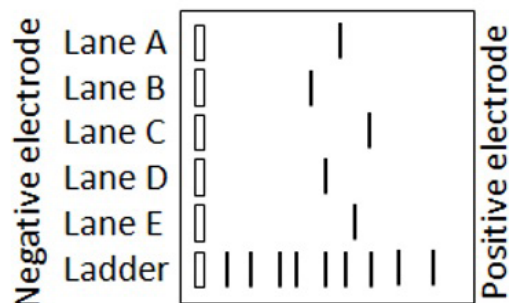 Negative electrode
Lane A
Lane B
Lane C
Lane D
Lane E
Ladder
Positive electrode